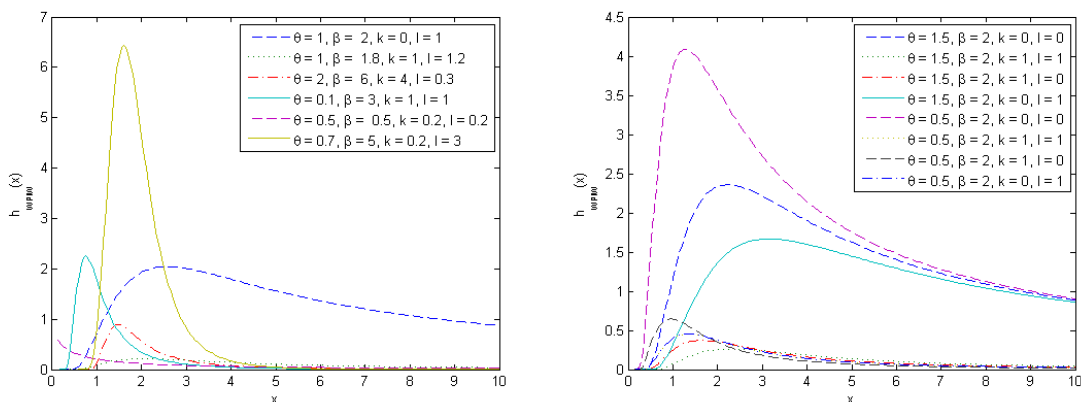 7
6
5
4
3
2
1
0
0 1 2 3 4 5 6 7 8 9 10
x
(x)
θ = 1, β = 2, k = 0, l = 1
θ = 1, β = 1.8, k = 1, l = 1.2
θ = 2, β = 6, k = 4, l = 0.3
θ = 0.1, β = 3, k = 1, l = 1
θ = 0.5, β = 0.5, k = 0.2, l = 0.2
θ = 0.7, β = 5, k = 0.2, l = 3
4.5
4
3.5
3
2.5
2
1.5
1
0.5
0
0 1 2 3 4 5 6 7 8 9 10
x
(x)
θ = 1.5, β = 2, k = 0, l = 0
θ = 1.5, β = 2, k = 1, l = 1
θ = 1.5, β = 2, k = 1, l = 0
θ = 1.5, β = 2, k = 0, l = 1
θ = 0.5, β = 2, k = 0, l = 0
θ = 0.5, β = 2, k = 1, l = 1
θ = 0.5, β = 2, k = 1, l = 0
θ = 0.5, β = 2, k = 0, l = 1